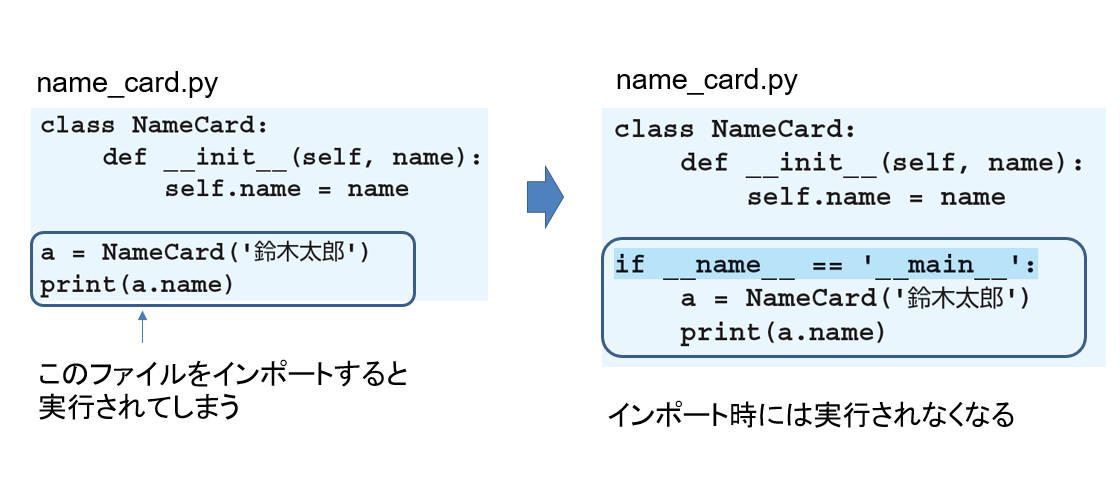 name_card.py
class NameCard:
    def __init__(self, name):
        self.name = name
a = NameCard('鈴木太郎')
print(a.name)
このファイルをインポートすると
実行されてしまう
name_card.py
class NameCard:
    def __init__(self, name):
        self.name = name
if __name__ == '__main__':
    a = NameCard('鈴木太郎')
    print(a.name)
インポート時には実行されなくなる